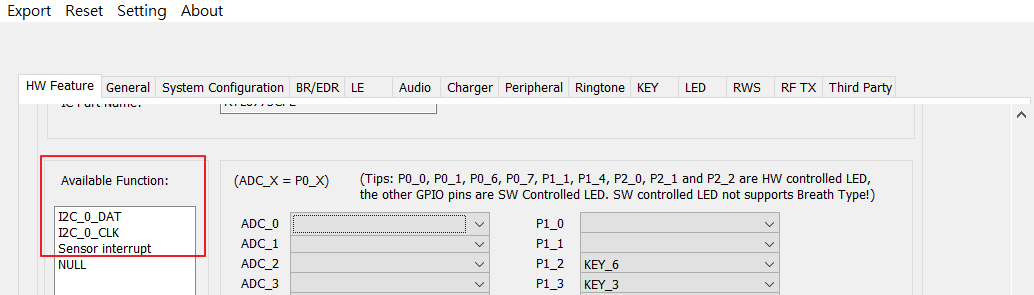 Export Reset Setting About
HW Feature General System Configuration BR/EDR LE Audio Charger Peripheral Ringtone KEY LED RWS RF TX Third Party
IC Part Name:
Available Function:
I2C_0_DAT
I2C_0_CLK
Sensor interrupt
NULL
(ADC_X = P0_X) (Tips: P0_0, P0_1, P0_6, P0_7, P1_1, P1_4, P2_0, P2_1 and P2_2 are HW controlled LED,
the other GPIO pins are SW Controlled LED. SW controlled LED not supports Breath Type!)
ADC_0 P1_0
ADC_1 P1_1
ADC_2 P1_2 KEY_6
ADC_3 P1_3 KEY_3